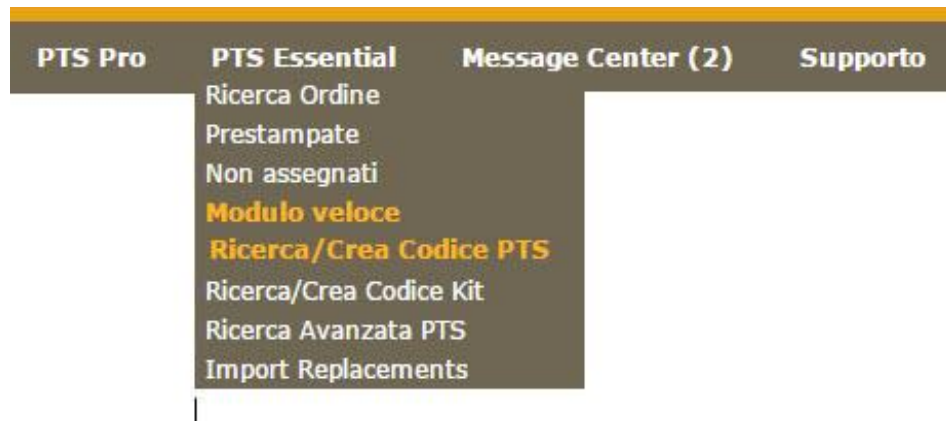 PTS Pro PTS Essential Message Center (2) Supporto
Ricerca Ordine
Prestampate
Non assegnati
Modulo veloce
Ricerca/Crea Codice PTS
Ricerca/Crea Codice Kit
Ricerca Avanzata PTS
Import Replacements